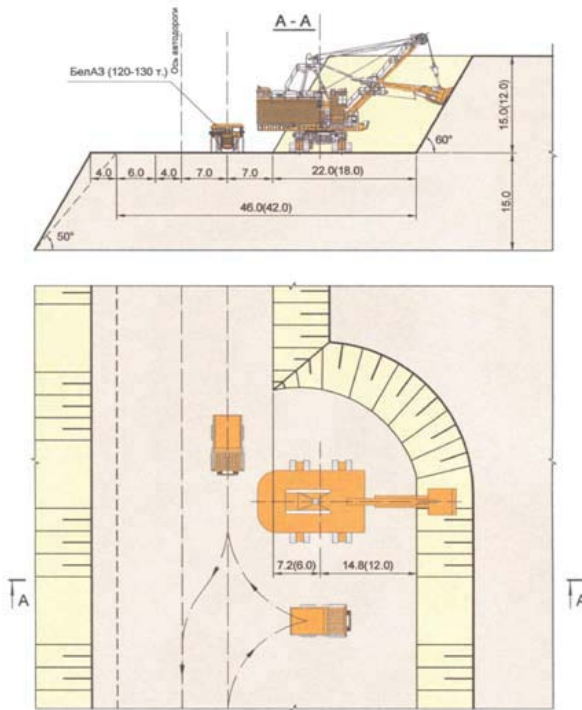 А - А
Ось автодороги
БелАЗ (120-130 т.)
15.0(12.0)
60°
4.0
6.0
4.0
7.0
7.0
22.0(18.0)
46.0(42.0)
15.0
50°
7.2(6.0)
14.8(12.0)
А
А